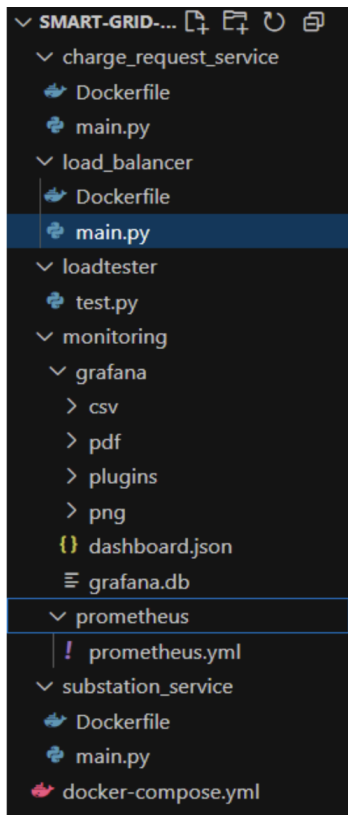 SMART-GRID-...
charge_request_service
Dockerfile
main.py
load_balancer
Dockerfile
main.py
loadtester
test.py
monitoring
grafana
csv
pdf
plugins
png
{} dashboard.json
grafana.db
prometheus
! prometheus.yml
substation_service
Dockerfile
main.py
docker-compose.yml